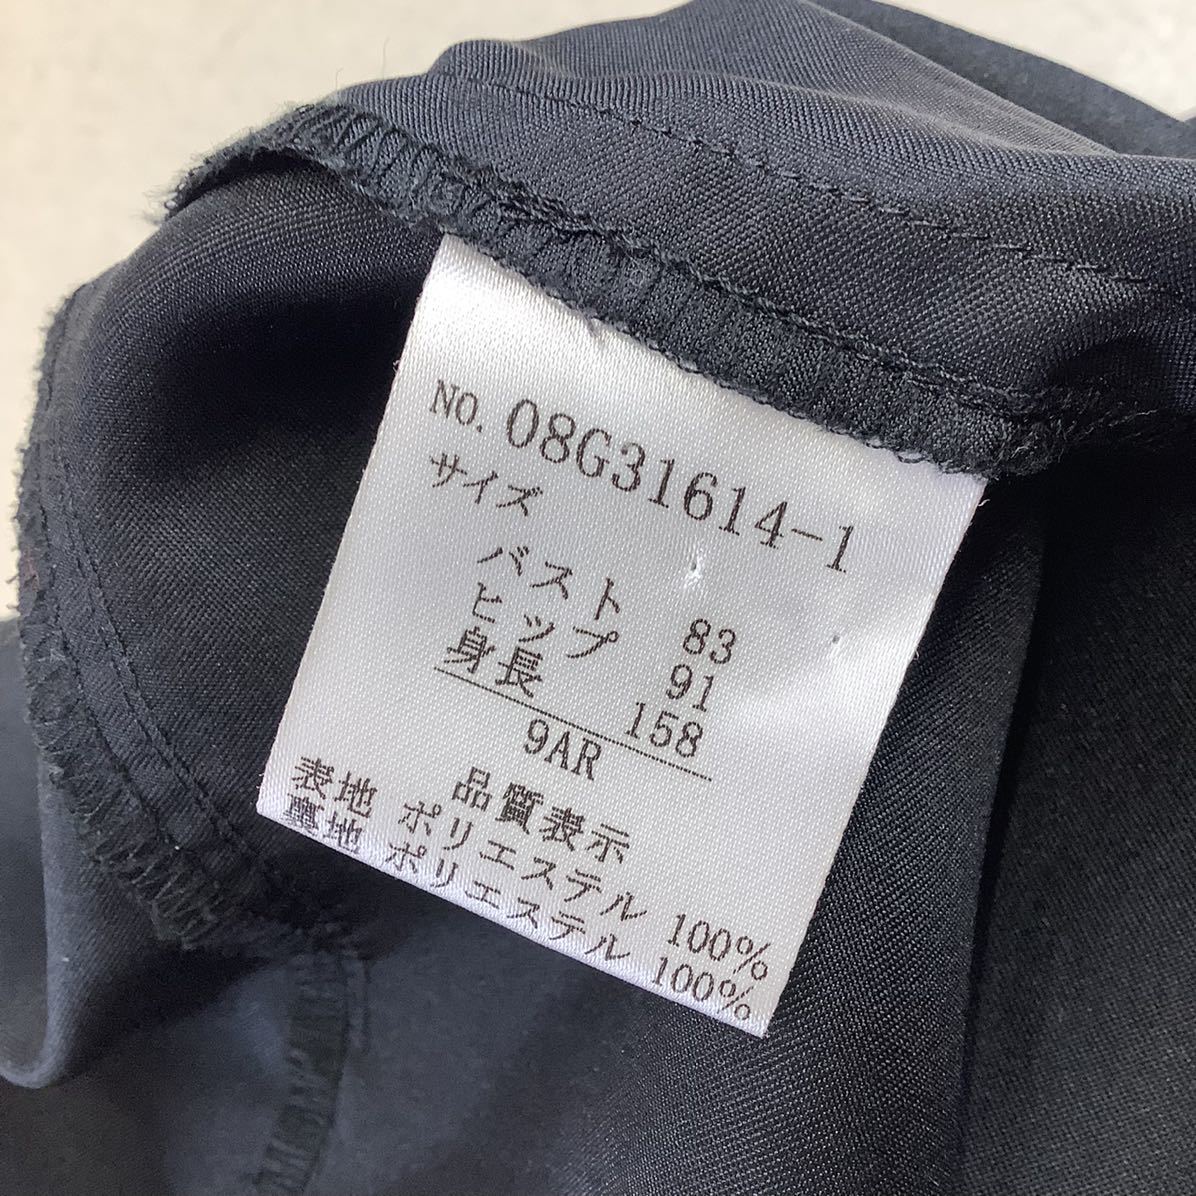 NO. 08G31614-1
サイズ
バスト 83
ヒップ 91
身長 158
9AR
品質表示
表地 ポリエステル 100%
裏地 ポリエステル 100%